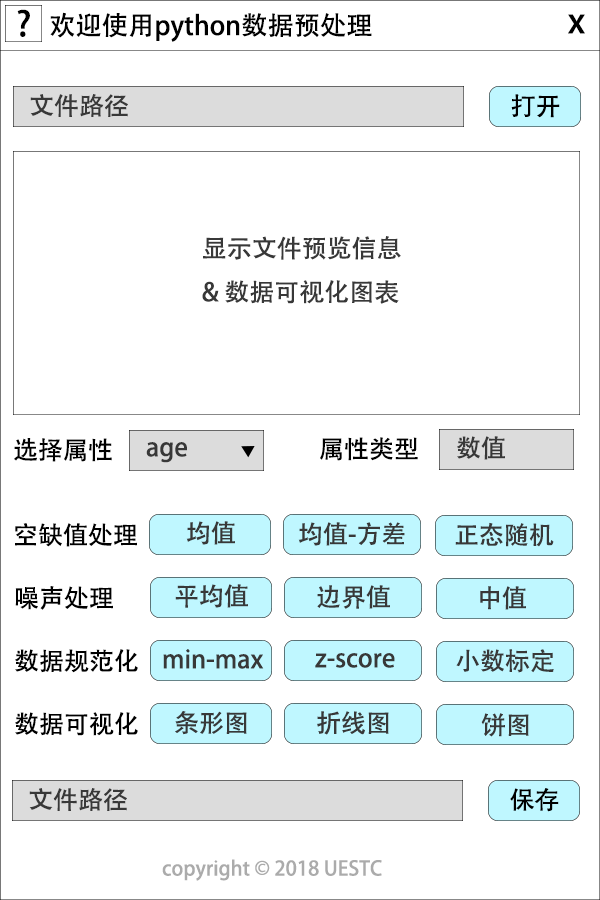 ? 欢迎使用python数据预处理 X
文件路径 打开
显示文件预览信息
& 数据可视化图表
选择属性 age 属性类型 数值
空缺值处理 均值 均值-方差 正态随机
噪声处理 平均值 边界值 中值
数据规范化 min-max z-score 小数标定
数据可视化 条形图 折线图 饼图
文件路径 保存
copyright © 2018 UESTC